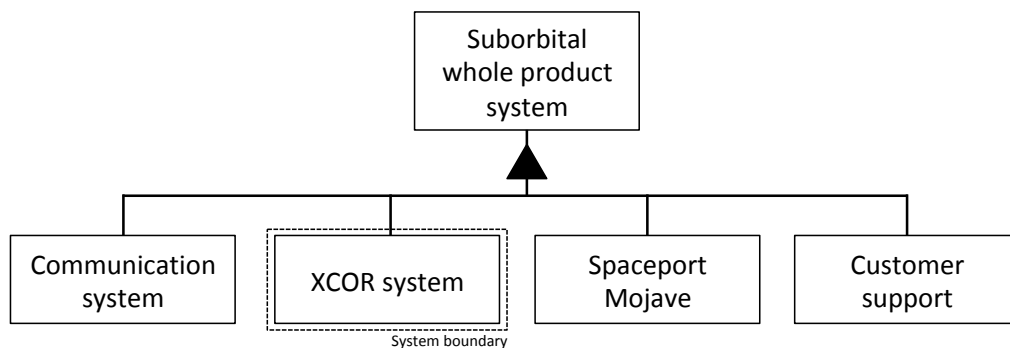 Suborbital
whole product
system
Communication
system
XCOR system
Spaceport
Mojave
Customer
support
System boundary